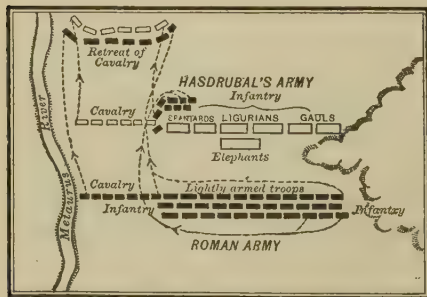 Retreat of
Cavalry
HASDRUBAL'S ARMY
Infantry
Cavalry
SPANIARDS LIGURIANS GAULS
Elephants
River
Metaurus
Cavalry Lightly armed troops
Infantry Infantry
ROMAN ARMY